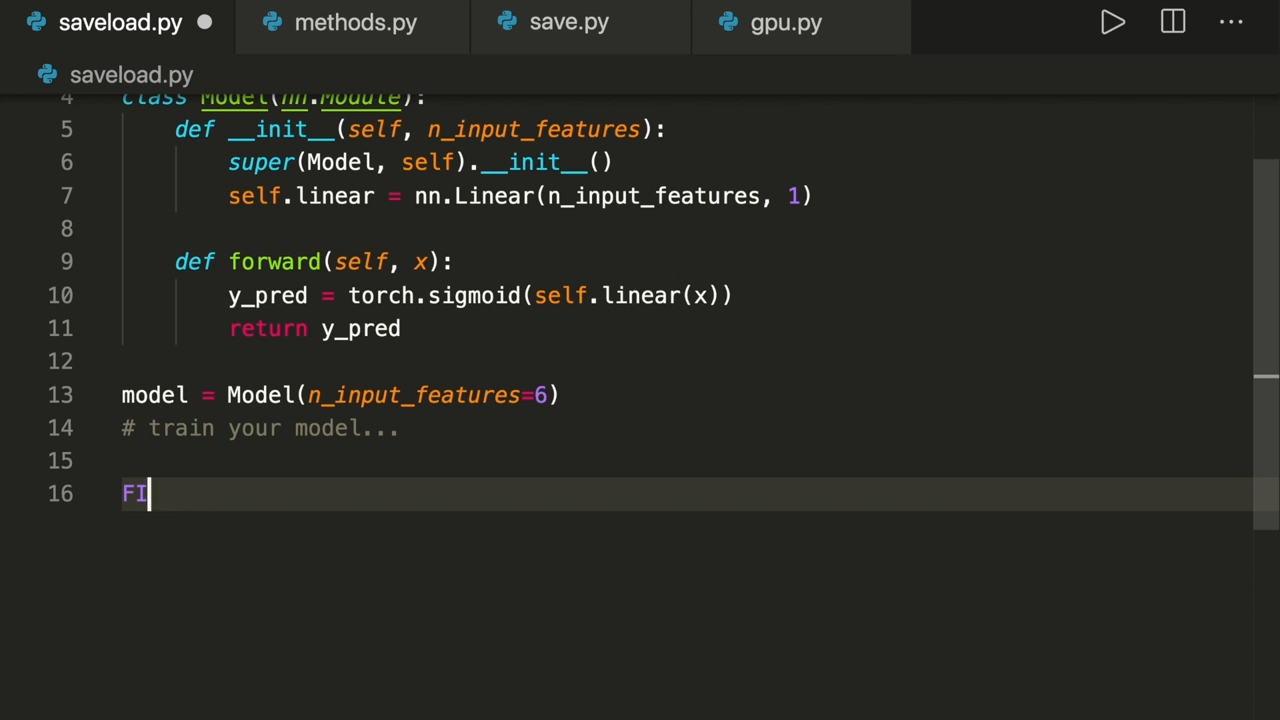 saveload.py methods.py save.py gpu.py
saveload.py
4 class Model(nn.Module):
5 def __init__(self, n_input_features):
6 super(Model, self).__init__()
7 self.linear = nn.Linear(n_input_features, 1)
8
9 def forward(self, x):
10 y_pred = torch.sigmoid(self.linear(x))
11 return y_pred
12
13 model = Model(n_input_features=6)
14 # train your model...
15
16 FI